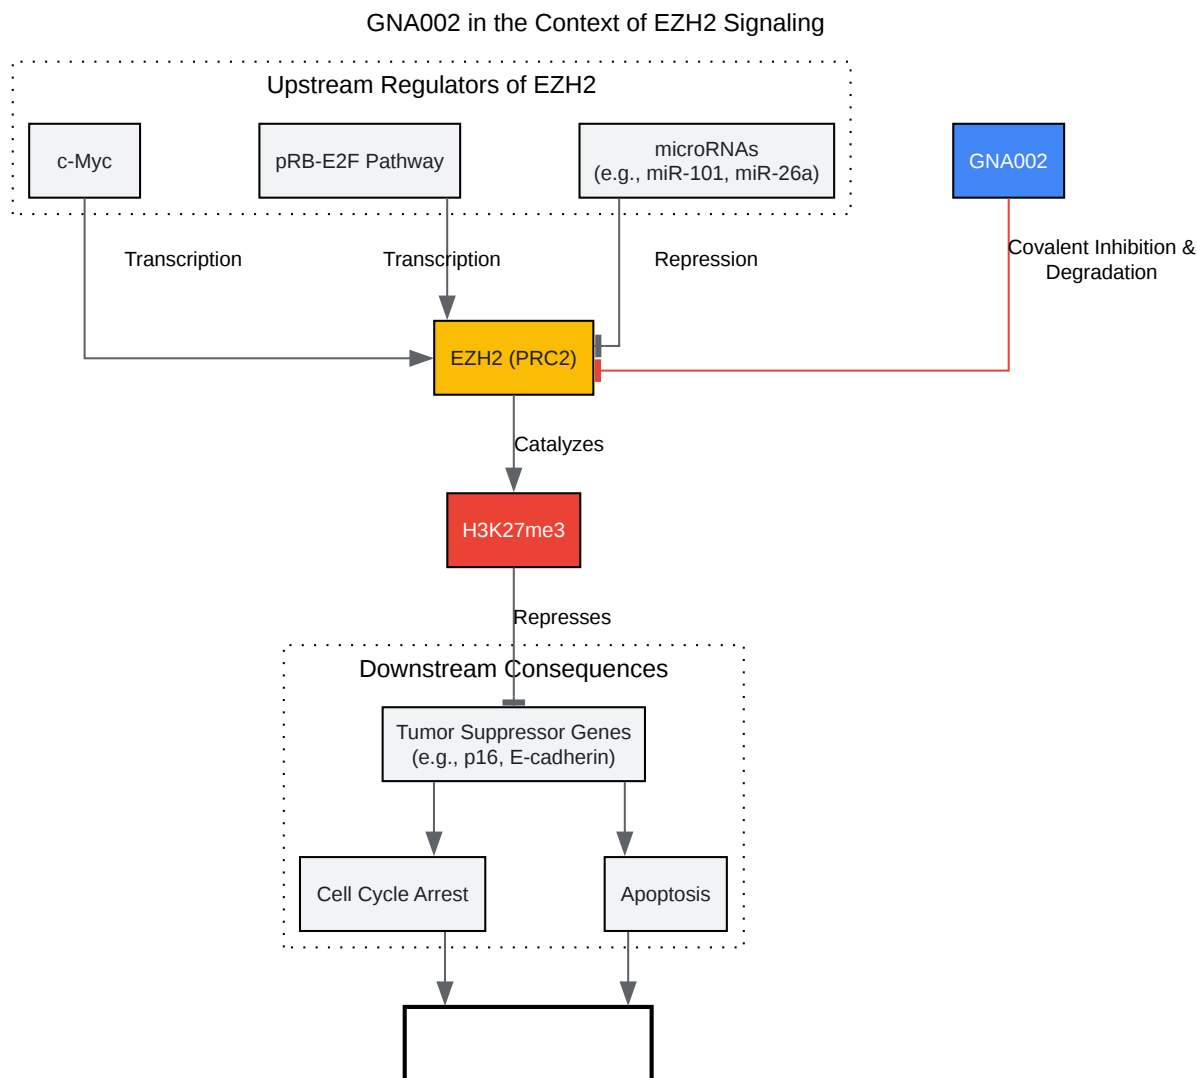 GNA002 in the Context of EZH2 Signaling
Upstream Regulators of EZH2
c-Myc
pRB-E2F Pathway
microRNAs
(e.g., miR-101, miR-26a)
GNA002
Transcription
Transcription
Repression
Covalent Inhibition &
Degradation
EZH2 (PRC2)
Catalyzes
H3K27me3
Represses
Downstream Consequences
Tumor Suppressor Genes
(e.g., p16, E-cadherin)
Cell Cycle Arrest
Apoptosis